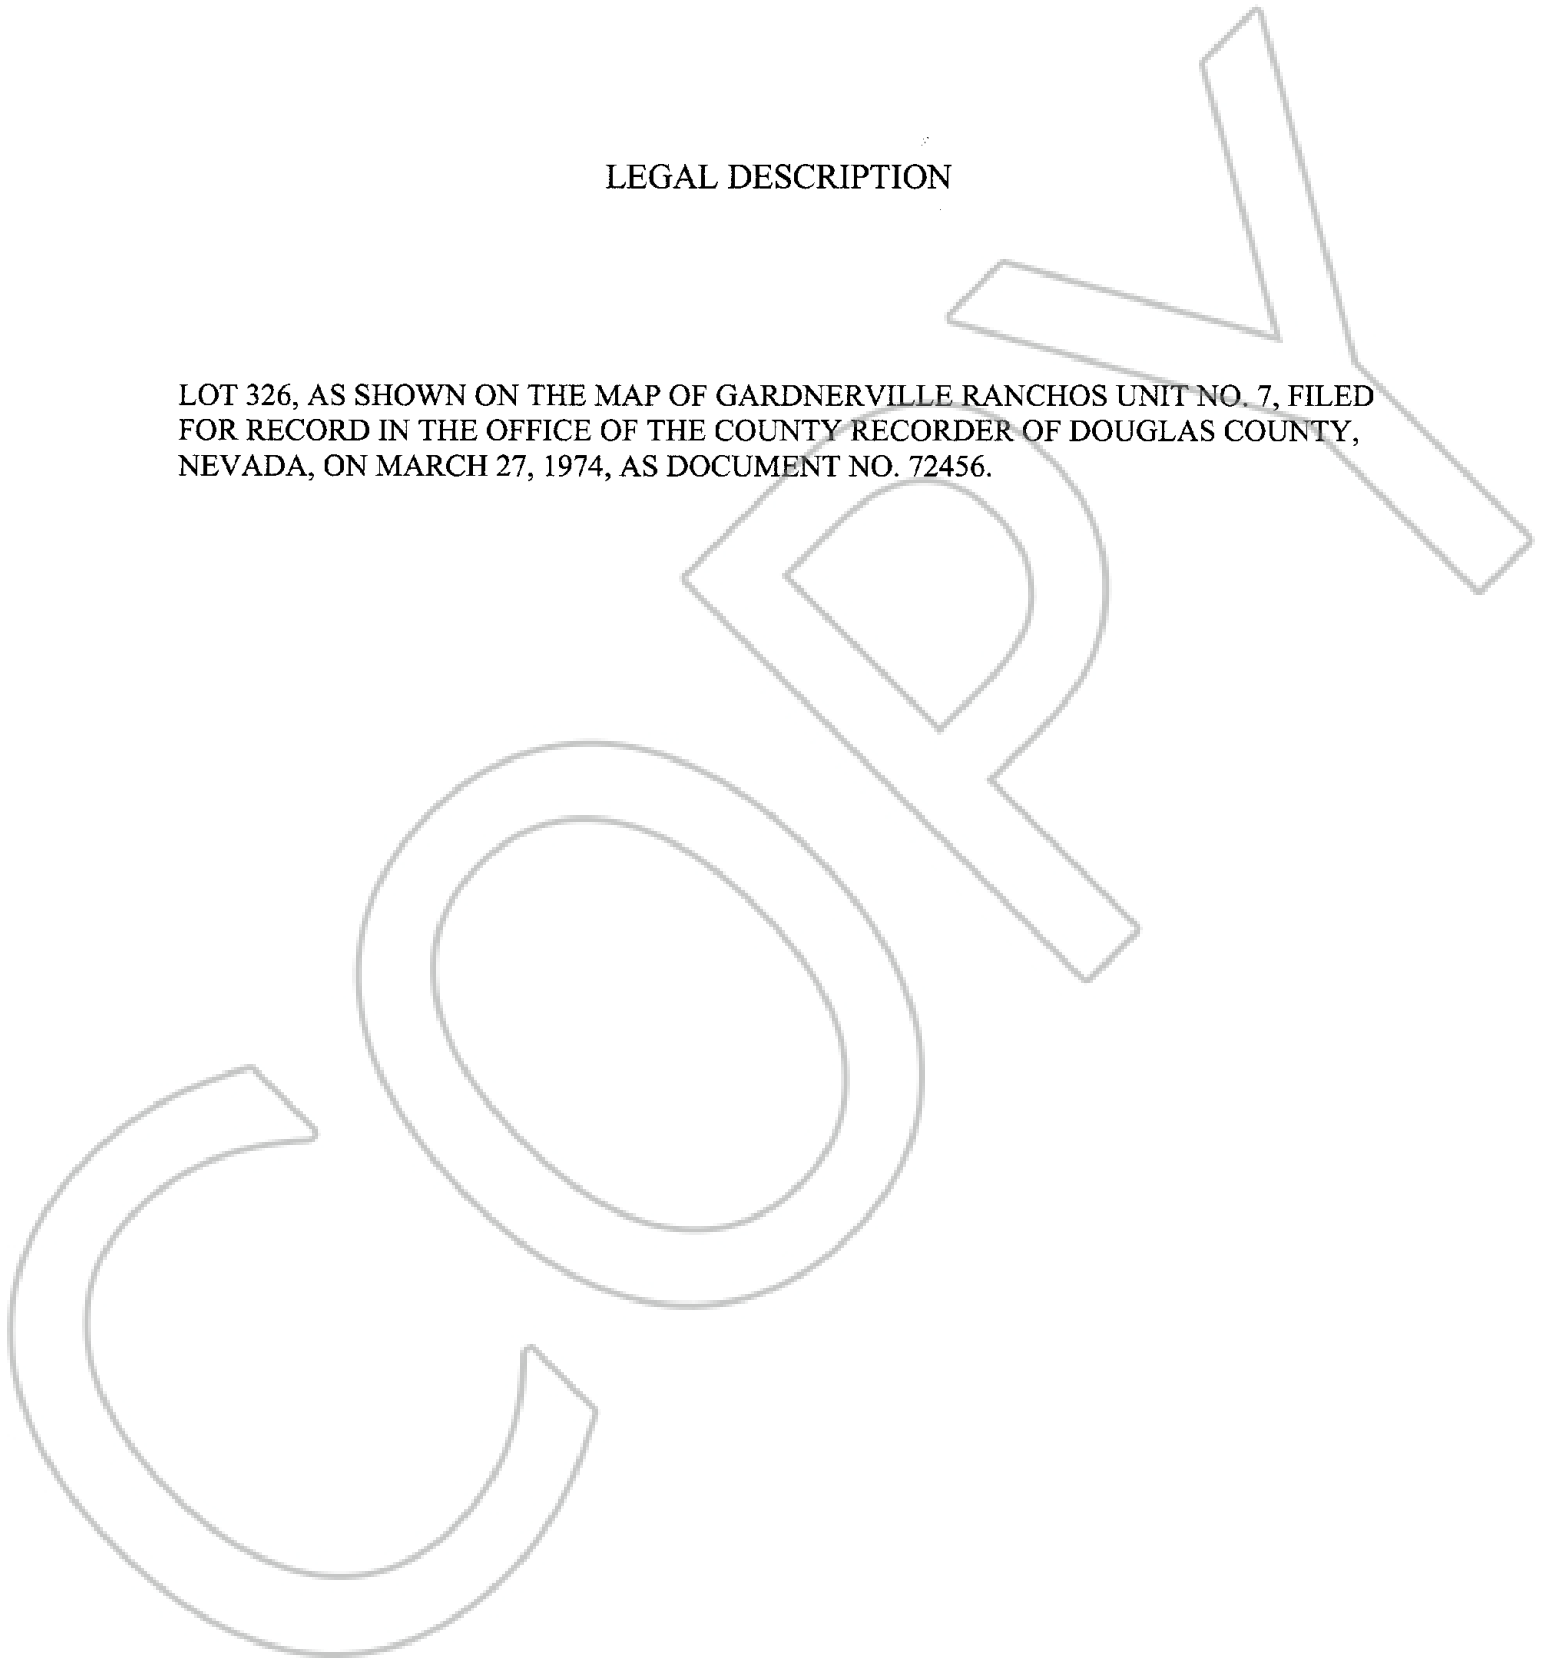 LEGAL DESCRIPTION
LOT 326, AS SHOWN ON THE MAP OF GARDNERVILLE RANCHOS UNIT NO. 7, FILED
FOR RECORD IN THE OFFICE OF THE COUNTY RECORDER OF DOUGLAS COUNTY,
NEVADA, ON MARCH 27, 1974, AS DOCUMENT NO. 72456.
COPY